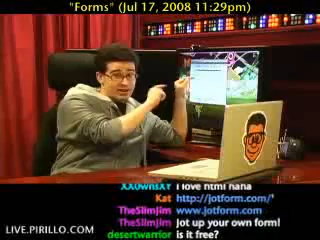 "Forms" (Jul 17, 2008 11:29pm)
XX0wnsXY I love html haha
Kat http://jotform.com/'
TheSlimJim www.jotform.com
TheSlimJim Jot up your own form!
desertwarrior is it free?
LIVE.PIRILLO.COM